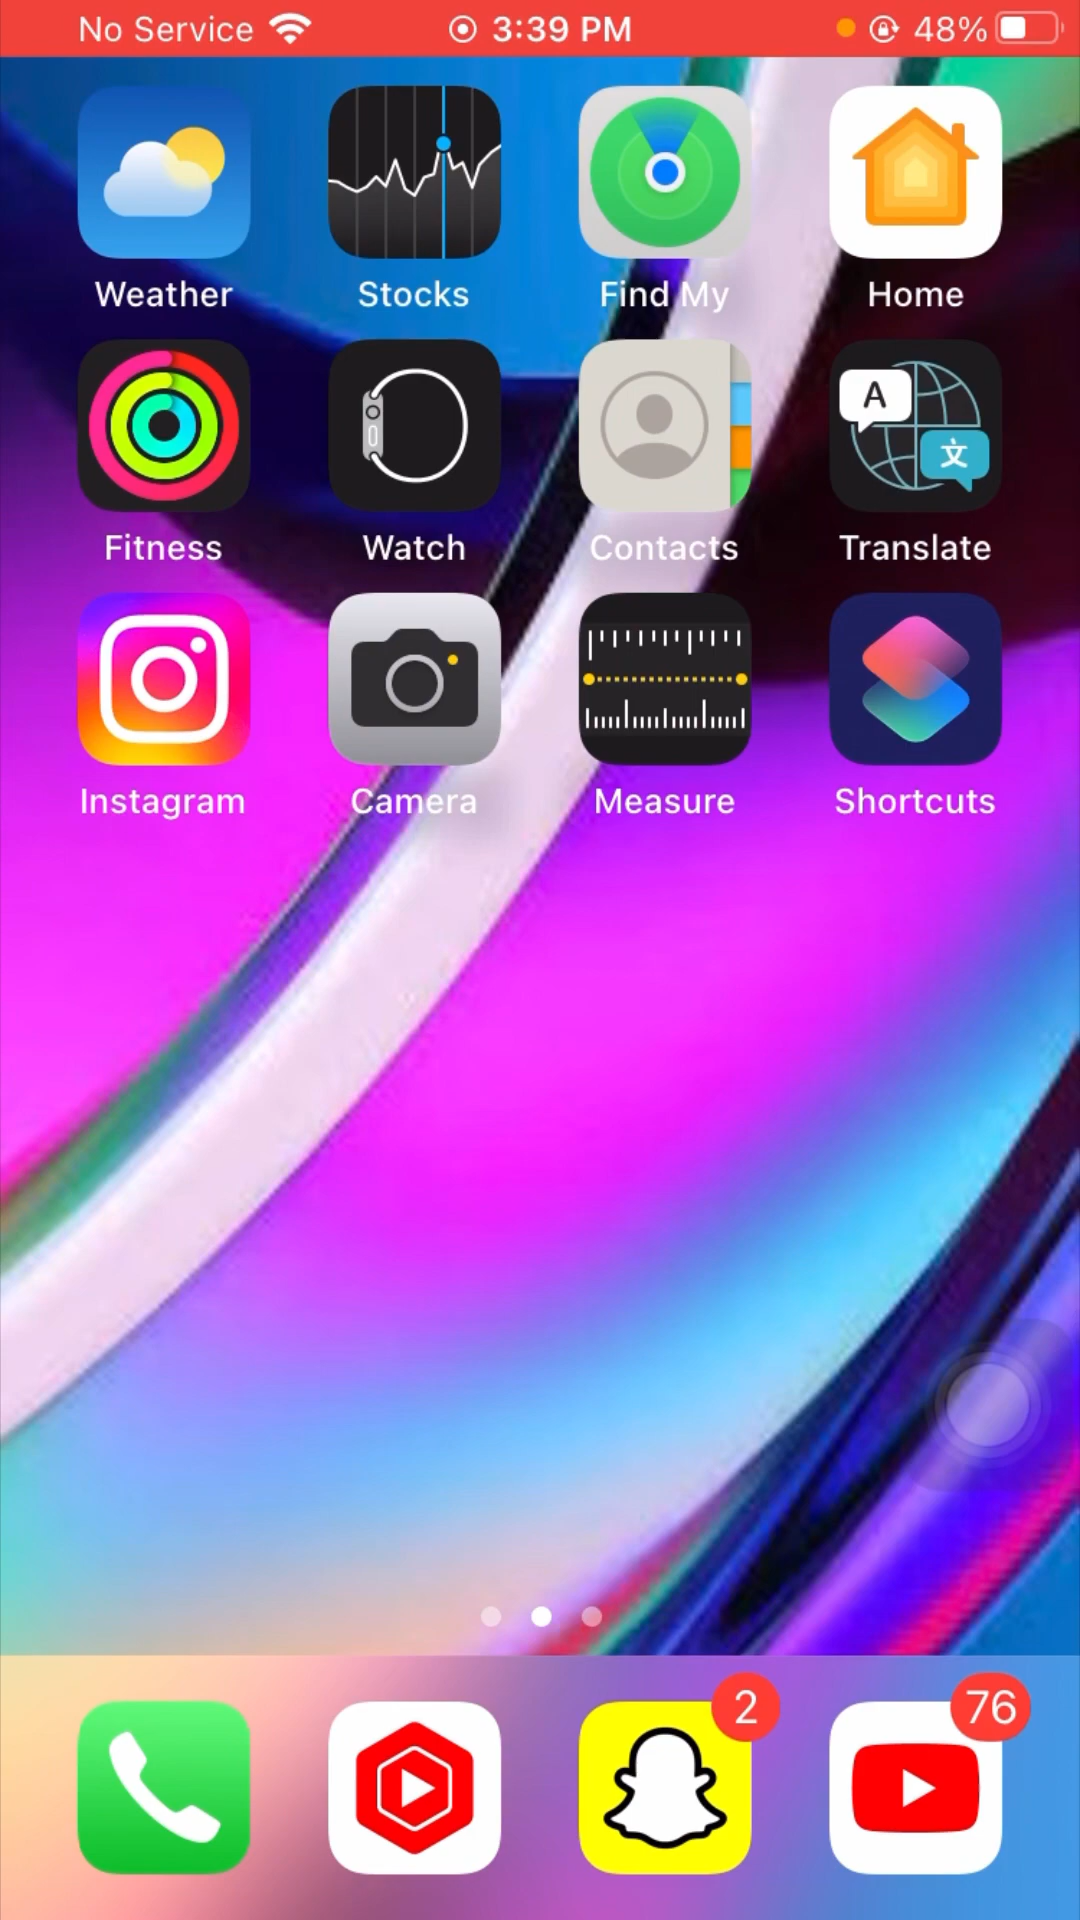 No Service 3:39 PM 48%
Weather Stocks Find My Home
A 文
Fitness Watch Contacts Translate
Instagram Camera Measure Shortcuts
2 76